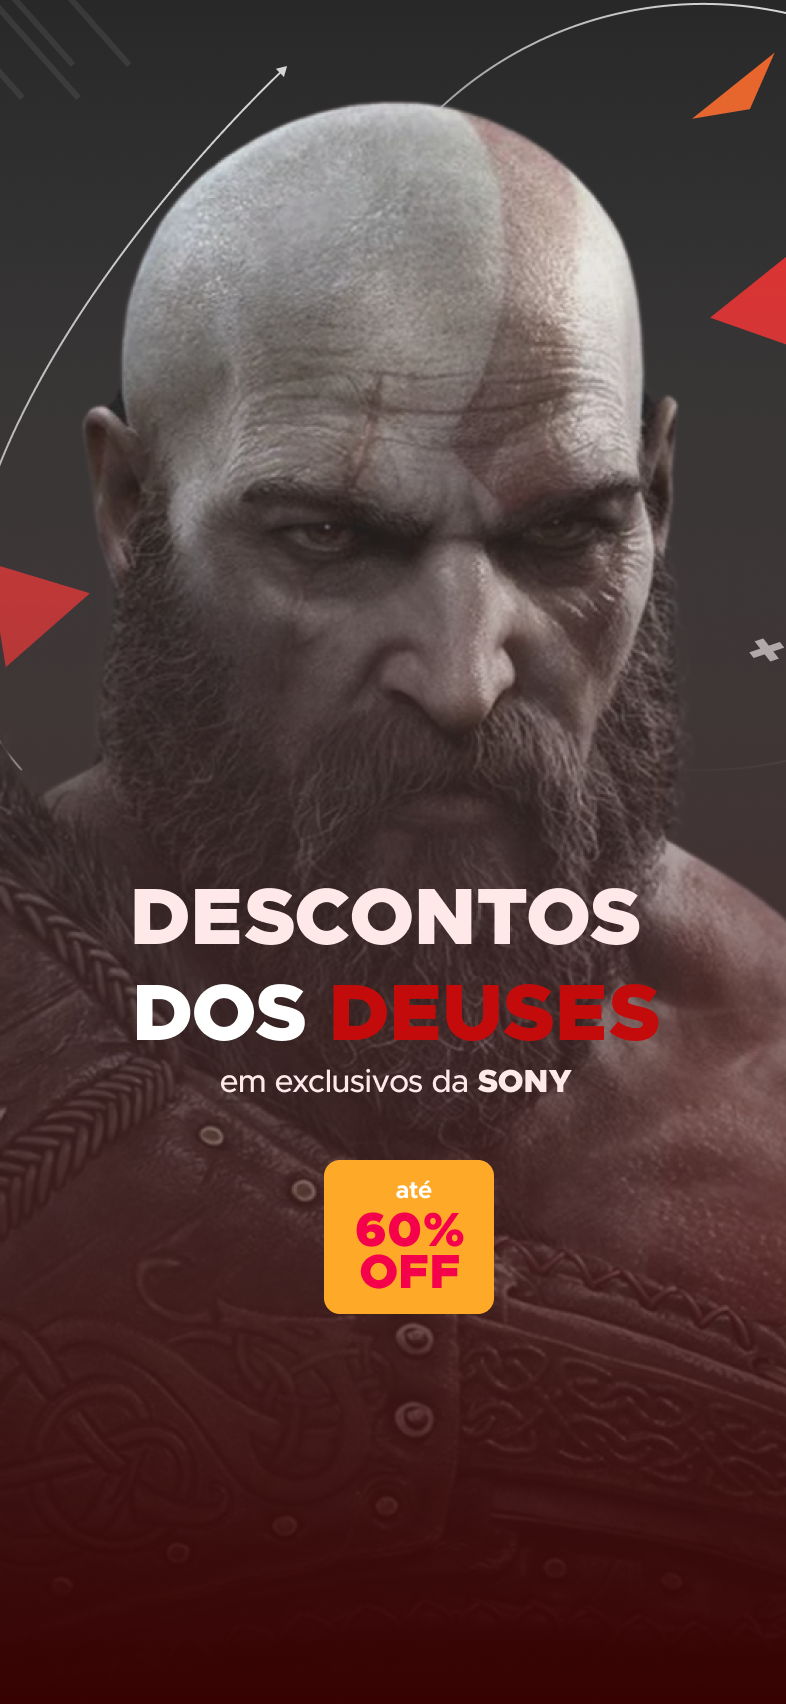 DESCONTOS
DOS DEUSES
em exclusivos da SONY
até
60%
OFF